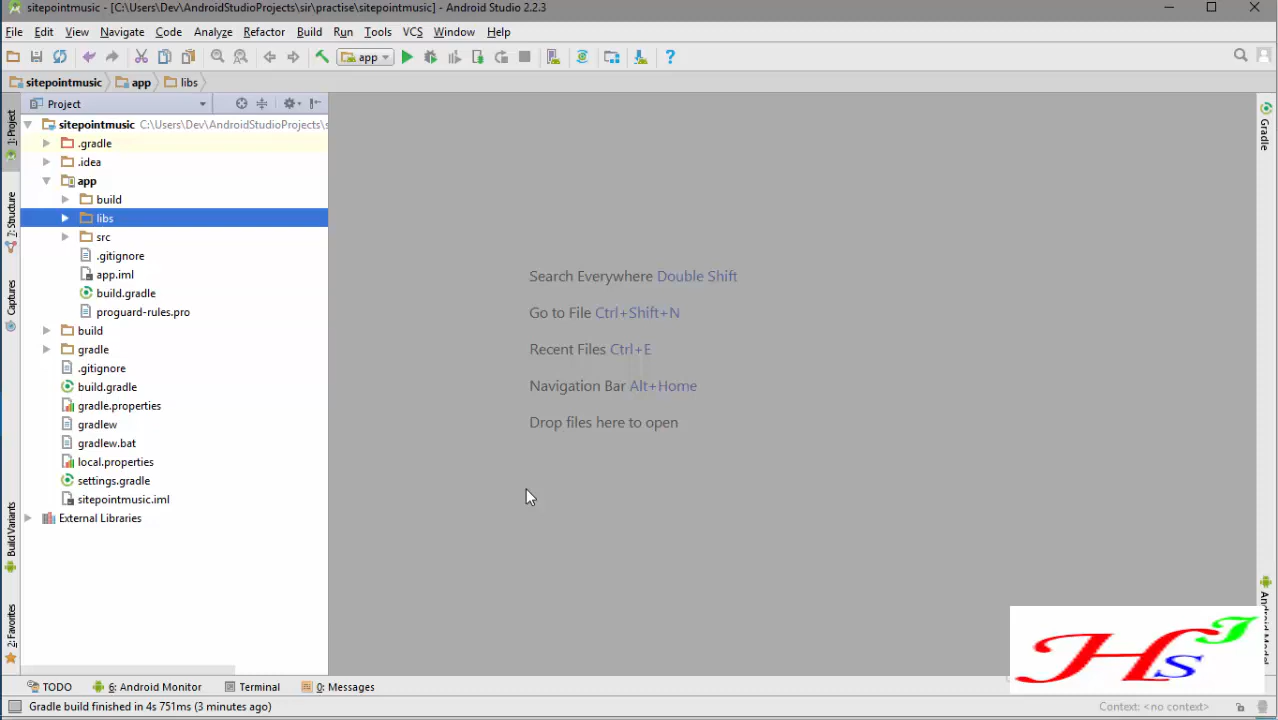 sitepointmusic - [C:\Users\Dev\AndroidStudioProjects\sir\practise\sitepointmusic] - Android Studio 2.2.3
File Edit View Navigate Code Analyze Refactor Build Run Tools VCS Window Help
app
sitepointmusic app libs
Project
1: Project
7: Structure
Captures
Build Variants
2: Favorites
sitepointmusic C:\Users\Dev\AndroidStudioProjects\s
.gradle
.idea
app
build
libs
src
.gitignore
app.iml
build.gradle
proguard-rules.pro
build
gradle
.gitignore
build.gradle
gradle.properties
gradlew
gradlew.bat
local.properties
settings.gradle
sitepointmusic.iml
External Libraries
Search Everywhere Double Shift
Go to File Ctrl+Shift+N
Recent Files Ctrl+E
Navigation Bar Alt+Home
Drop files here to open
Gradle
Android Model
HsJ
TODO 6: Android Monitor Terminal 0: Messages
Gradle build finished in 4s 751ms (3 minutes ago)
Context: <no context>